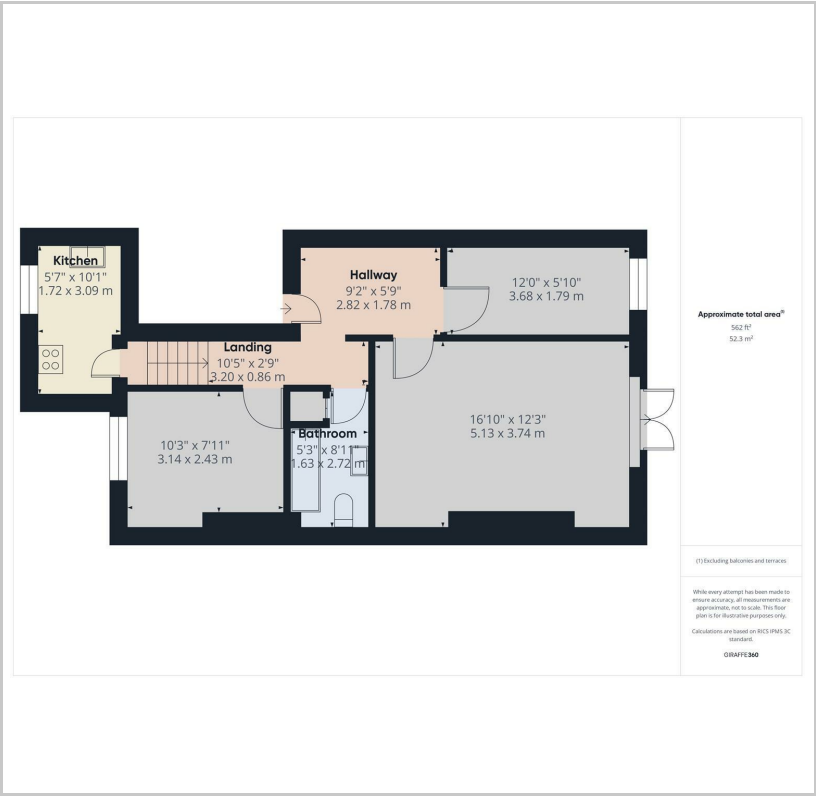 Kitchen
5'7" x 10'1"
1.72 x 3.09 m
Hallway
9'2" x 5'9"
2.82 x 1.78 m
12'0" x 5'10"
3.68 x 1.79 m
Landing
10'5" x 2'9"
3.20 x 0.86 m
10'3" x 7'11"
3.14 x 2.43 m
Bathroom
5'3" x 8'11"
1.63 x 2.72 m
16'10" x 12'3"
5.13 x 3.74 m
Approximate total area⁽¹⁾
562 ft²
52.3 m²
(1) Excluding balconies and terraces
While every attempt has been made to
ensure accuracy, all measurements are
approximate, not to scale. This floor
plan is for illustrative purposes only.
Calculations are based on RICS IPMS 3C
standard.
GIRAFFE360